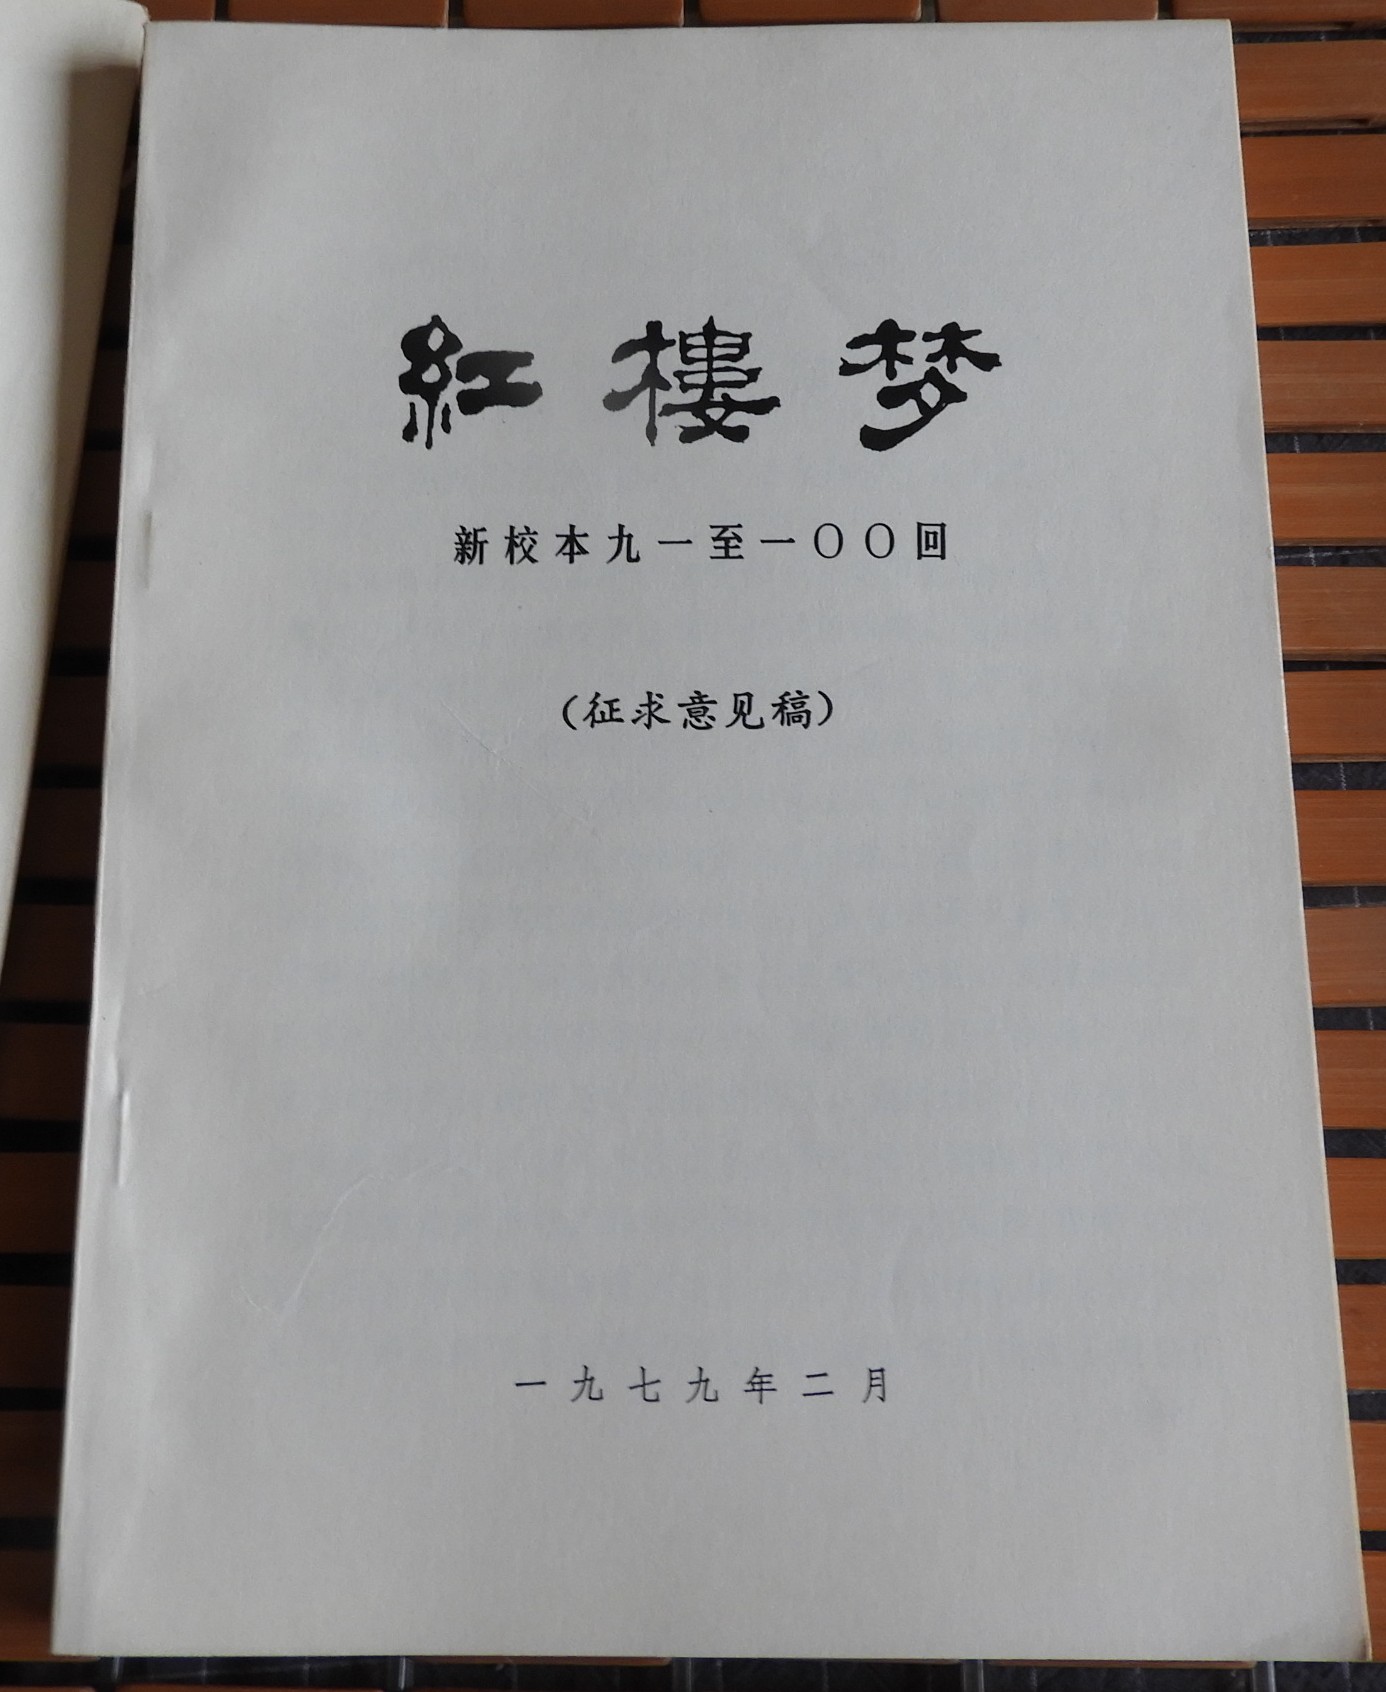 紅樓梦
新校本九一至一〇〇回
（征求意见稿）
一九七九年二月